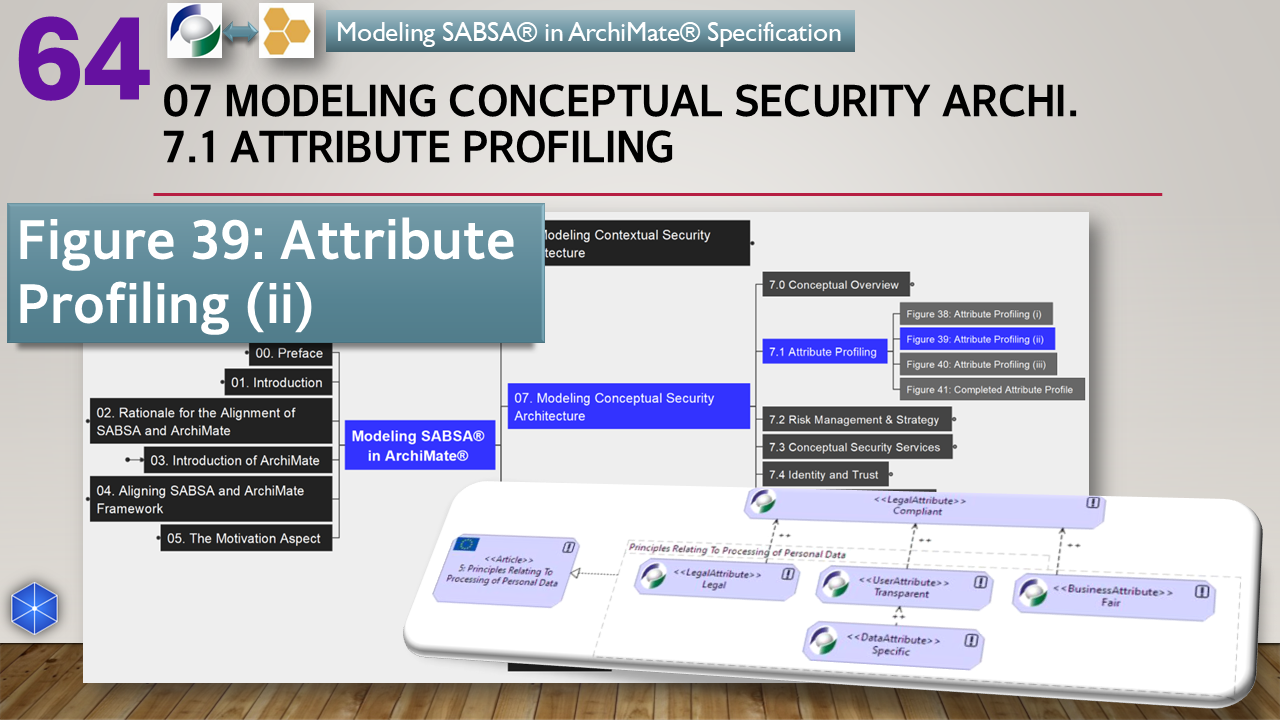 64
Modeling SABSA® in ArchiMate® Specification
07 MODELING CONCEPTUAL SECURITY ARCHI.
7.1 ATTRIBUTE PROFILING
Figure 39: Attribute
Profiling (ii)
Modeling Contextual Security
7.0 Conceptual Overview
Figure 38: Attribute Profiling (i)
Figure 39: Attribute Profiling (ii)
7.1 Attribute Profiling
Figure 40: Attribute Profiling (iii)
Figure 41: Completed Attribute Profile
00. Preface
01. Introduction
02. Rationale for the Alignment of
SABSA and ArchiMate
03. Introduction of ArchiMate
04. Aligning SABSA and ArchiMate
Framework
05. The Motivation Aspect
Modeling SABSA®
in ArchiMate®
07. Modeling Conceptual Security
Architecture
7.2 Risk Management & Strategy
7.3 Conceptual Security Services
7.4 Identity and Trust
<<LegalAttribute>>
Compliant
++
++
++
<<Article>>
5: Principles Relating To
Processing of Personal Data
Principles Relating To Processing of Personal Data
<<LegalAttribute>>
Legal
<<UserAttribute>>
Transparent
<<BusinessAttribute>>
Fair
++
<<DataAttribute>>
Specific